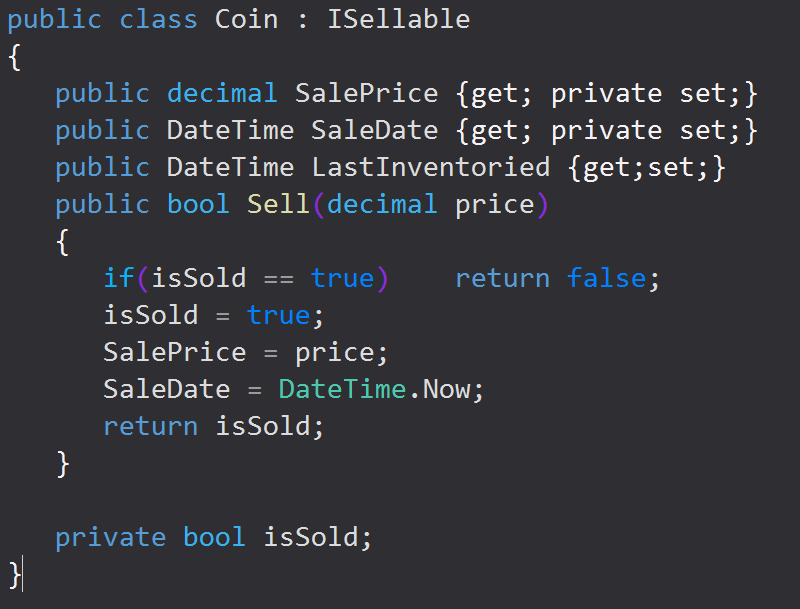 public class Coin : ISellable
{
public decimal SalePrice {get; private set;}
public DateTime SaleDate {get; private set;}
public DateTime LastInventoried {get;set;}
public bool Sell(decimal price)
{
if(isSold == true)    return false;
isSold = true;
SalePrice = price;
SaleDate = DateTime.Now;
return isSold;
}
private bool isSold;
}